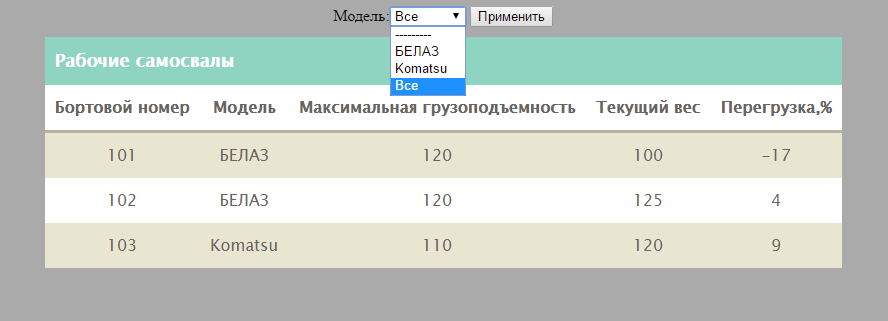 Модель: Все Применить
---------
БЕЛАЗ
Komatsu
Все
Рабочие самосвалы
Бортовой номер Модель Максимальная грузоподъемность Текущий вес Перегрузка,%
101 БЕЛАЗ 120 100 -17
102 БЕЛАЗ 120 125 4
103 Komatsu 110 120 9